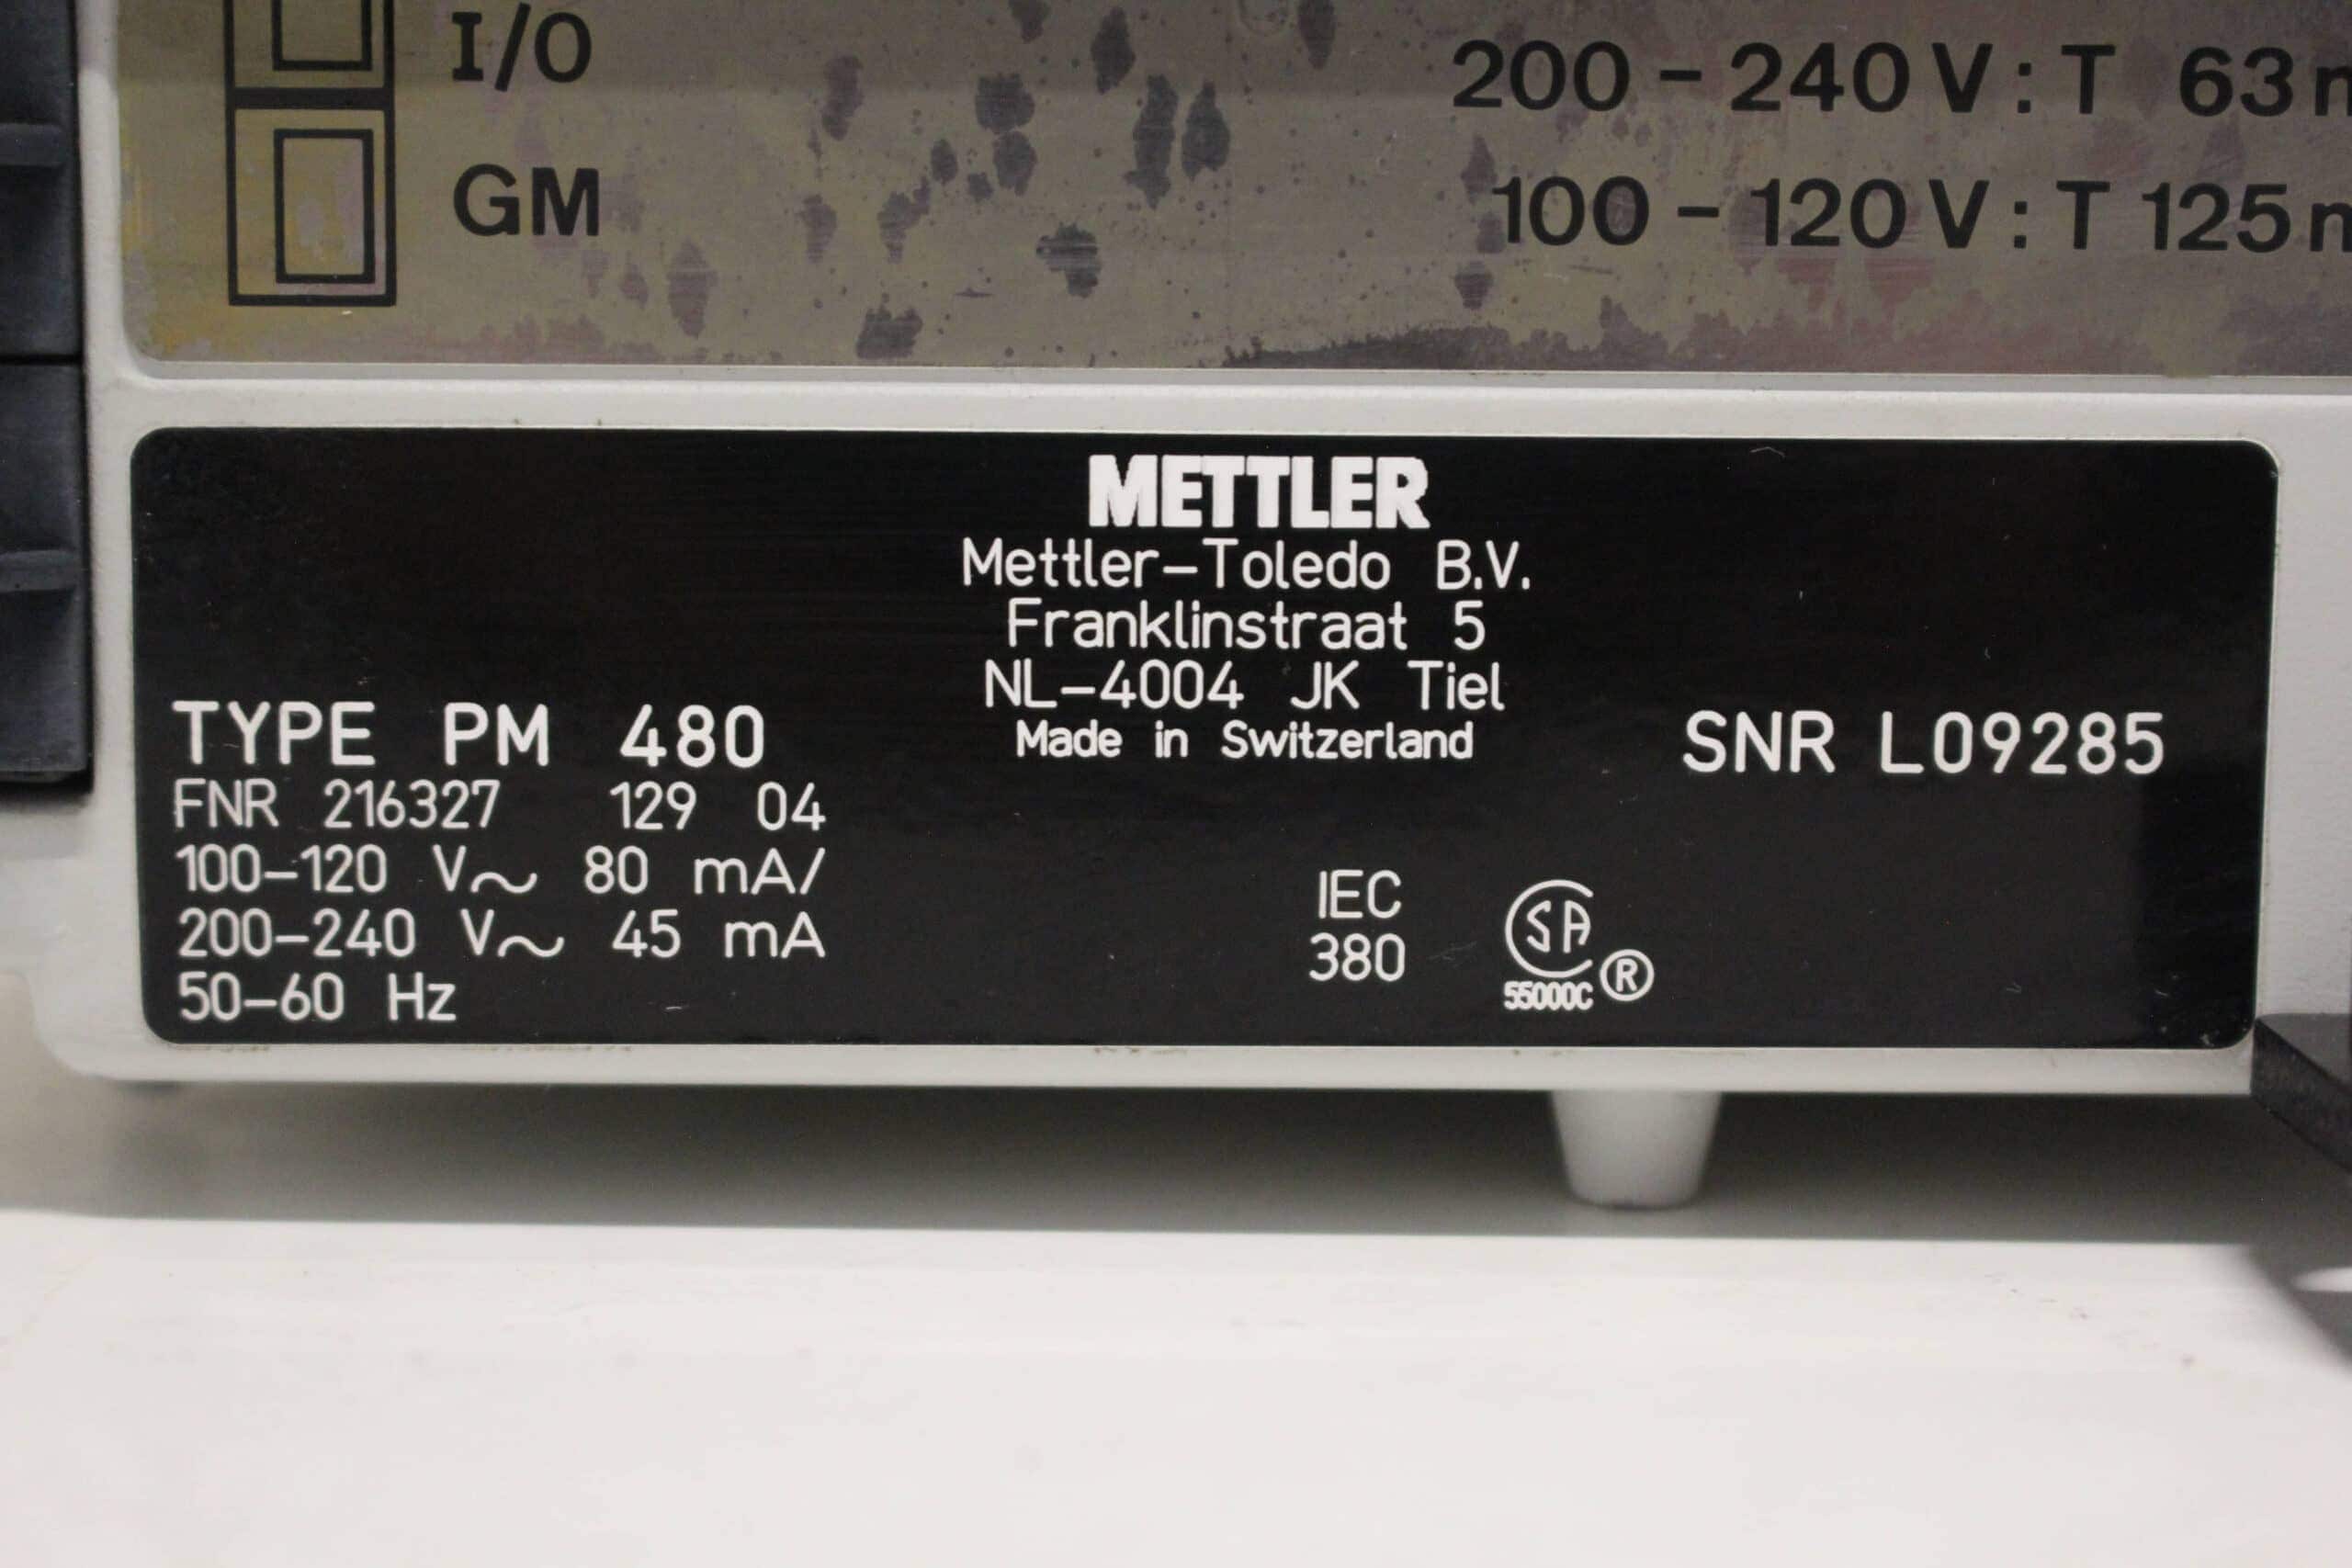 I/O
GM
200-240V: T 63
100-120V: T 125
METTLER
Mettler-Toledo B.V.
Franklinstraat 5
NL-4004 JK Tiel
Made in Switzerland
TYPE PM 480
FNR 216327 129 04
100-120 V~ 80 mA/
200-240 V~ 45 mA
50-60 Hz
SNR L09285
IEC
380
SA
55000C
®